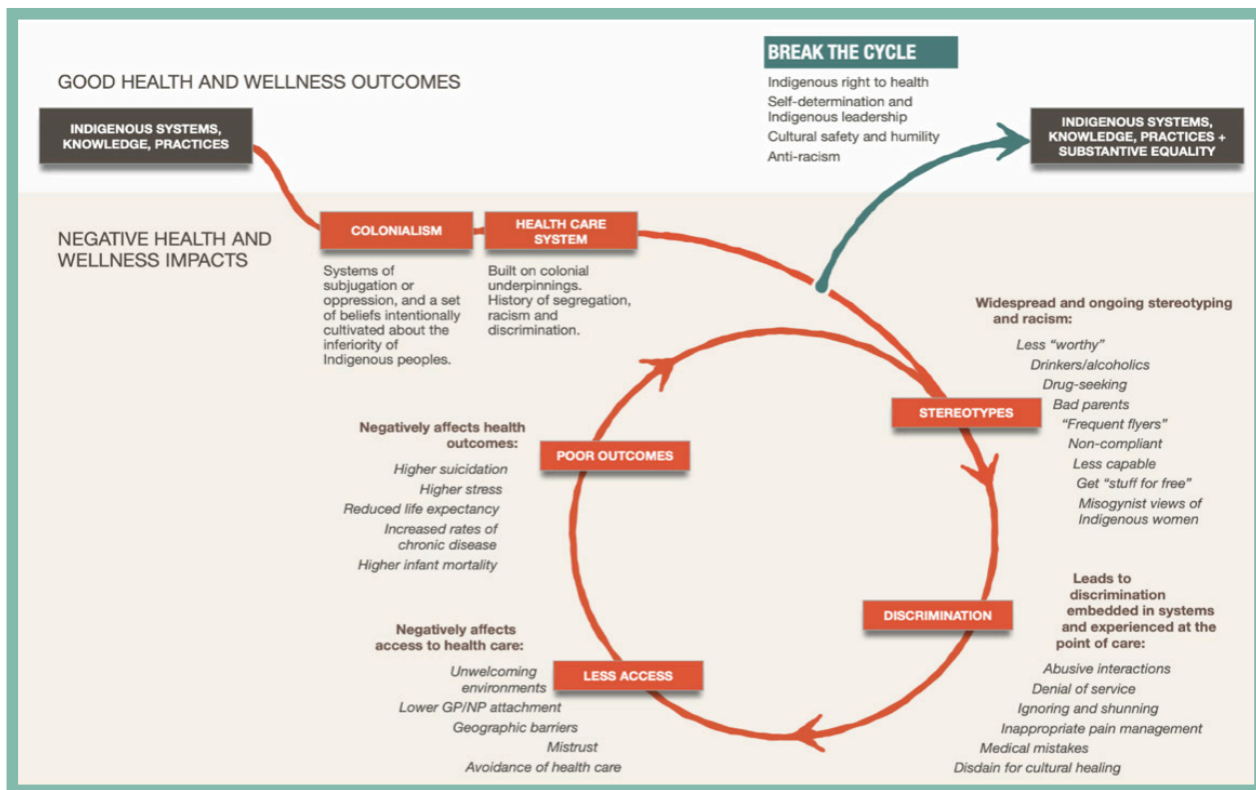 GOOD HEALTH AND WELLNESS OUTCOMES
INDIGENOUS SYSTEMS,
KNOWLEDGE, PRACTICES
BREAK THE CYCLE
Indigenous right to health
Self-determination and
Indigenous leadership
Cultural safety and humility
Anti-racism
INDIGENOUS SYSTEMS,
KNOWLEDGE, PRACTICES +
SUBSTANTIVE EQUALITY
NEGATIVE HEALTH AND
WELLNESS IMPACTS
COLONIALISM
Systems of
subjugation or
oppression, and a set
of beliefs intentionally
cultivated about the
inferiority of
Indigenous peoples.
HEALTH CARE
SYSTEM
Built on colonial
underpinnings.
History of segregation,
racism and
discrimination.
STEREOTYPES
Widespread and ongoing stereotyping
and racism:
Less “worthy”
Drinkers/alcoholics
Drug-seeking
Bad parents
“Frequent flyers”
Non-compliant
Less capable
Get “stuff for free”
Misogynist views of
Indigenous women
DISCRIMINATION
Leads to
discrimination
embedded in systems
and experienced at the
point of care:
Abusive interactions
Denial of service
Ignoring and shunning
Inappropriate pain management
Medical mistakes
Disdain for cultural healing
LESS ACCESS
Negatively affects
access to health care:
Unwelcoming
environments
Lower GP/NP attachment
Geographic barriers
Mistrust
Avoidance of health care
POOR OUTCOMES
Negatively affects health
outcomes:
Higher suicidation
Higher stress
Reduced life expectancy
Increased rates of
chronic disease
Higher infant mortality